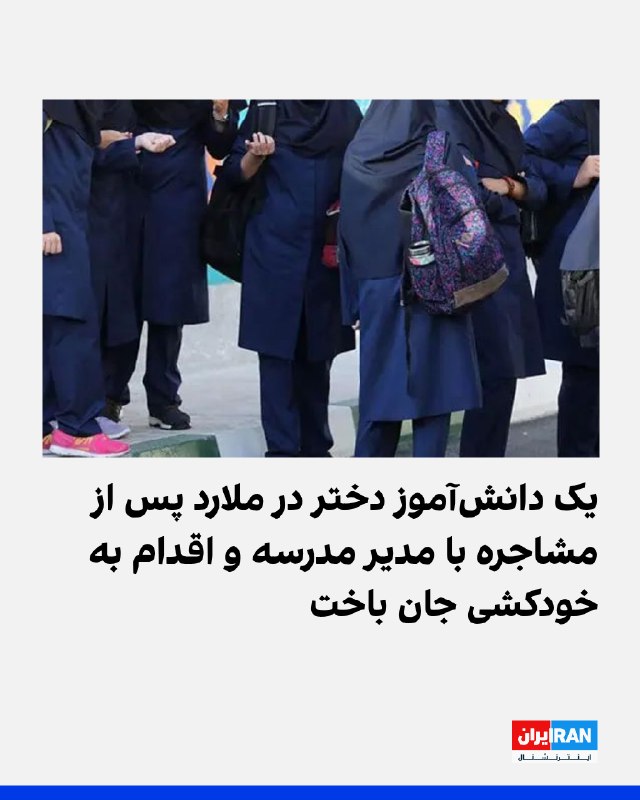 یک دانش‌آموز دختر در ملارد پس از
مشاجره با مدیر مدرسه و اقدام به
خودکشی جان باخت
ایران IRAN
اینترنشنال